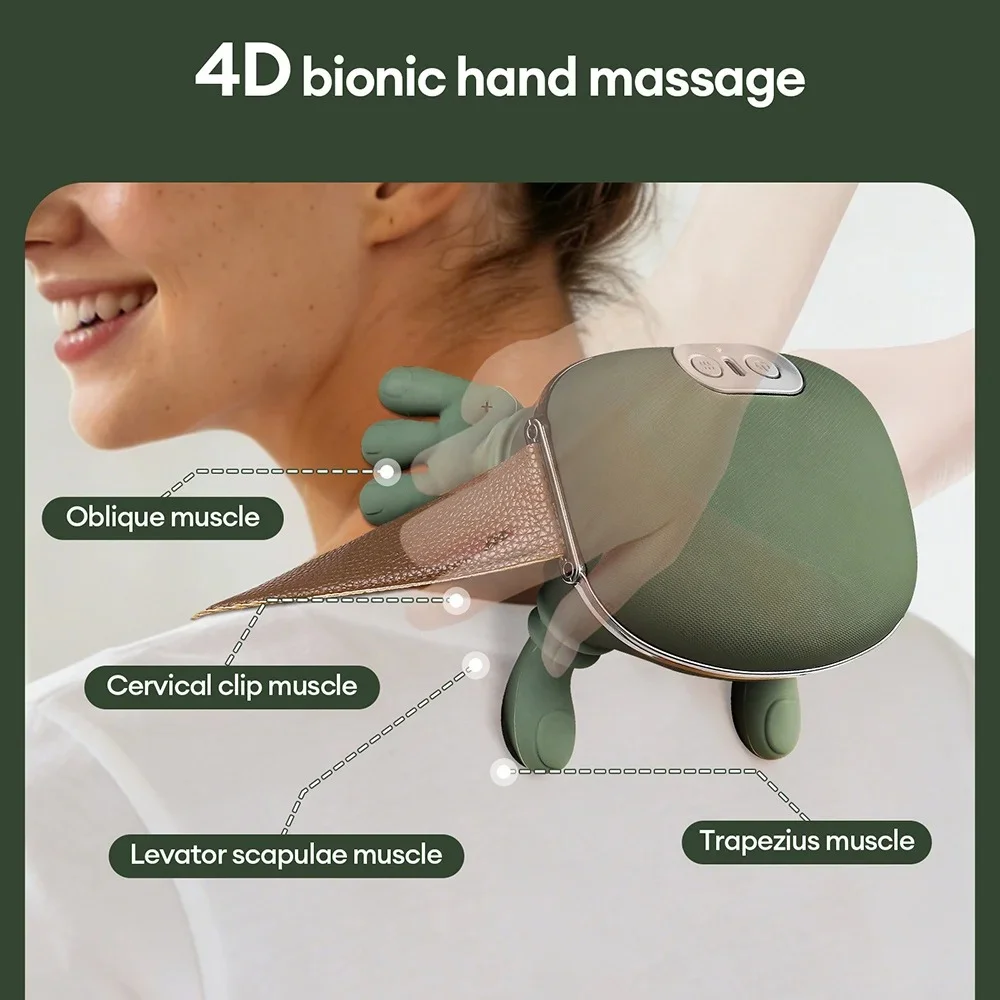 4D bionic hand massage
Oblique muscle
Cervical clip muscle
Levator scapulae muscle
Trapezius muscle